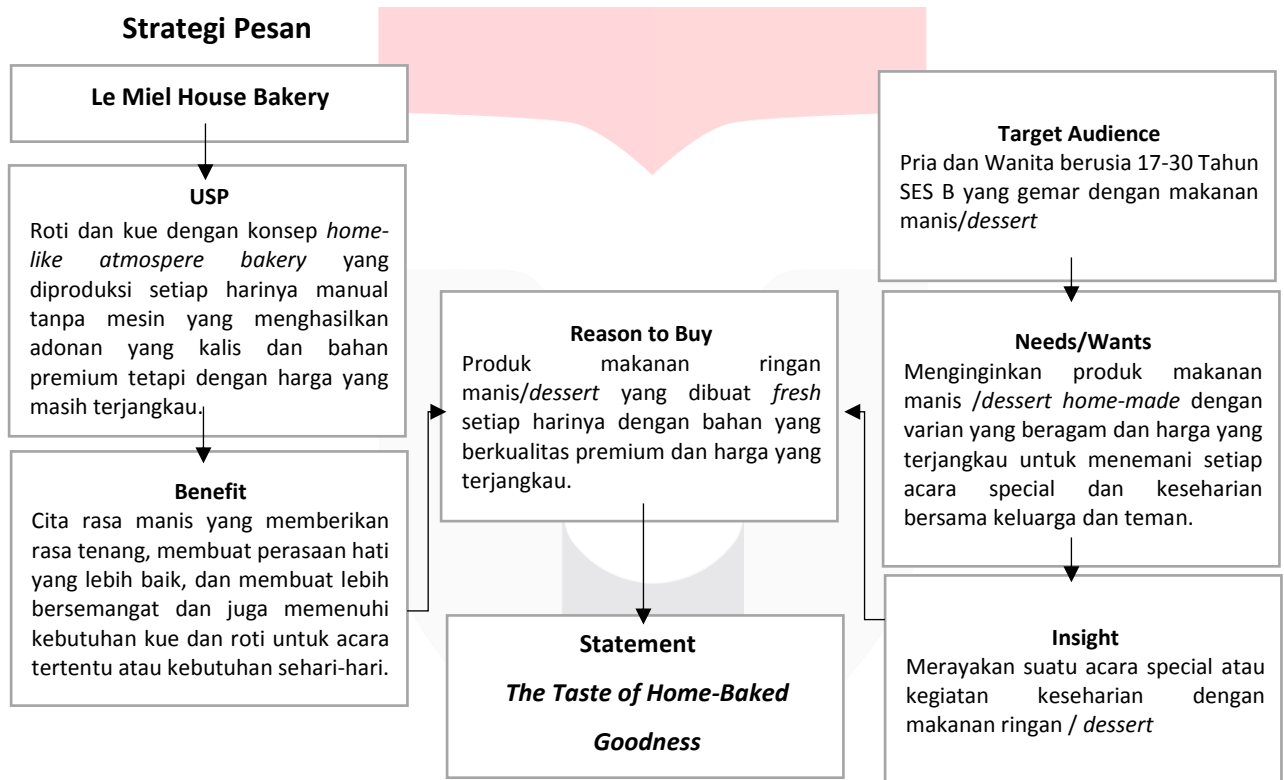 Strategi Pesan
Le Miel House Bakery
USP
Roti dan kue dengan konsep home-
like atmospere bakery yang
diproduksi setiap harinya manual
tanpa mesin yang menghasilkan
adonan yang kalis dan bahan
premium tetapi dengan harga yang
masih terjangkau.
Benefit
Cita rasa manis yang memberikan
rasa tenang, membuat perasaan hati
yang lebih baik, dan membuat lebih
bersemangat dan juga memenuhi
kebutuhan kue dan roti untuk acara
tertentu atau kebutuhan sehari-hari.
Reason to Buy
Produk makanan ringan
manis/dessert yang dibuat fresh
setiap harinya dengan bahan yang
berkualitas premium dan harga yang
terjangkau.
Statement
The Taste of Home-Baked
Goodness
Target Audience
Pria dan Wanita berusia 17-30 Tahun
SES B yang gemar dengan makanan
manis/dessert
Needs/Wants
Menginginkan produk makanan
manis /dessert home-made dengan
varian yang beragam dan harga yang
terjangkau untuk menemani setiap
acara special dan keseharian
bersama keluarga dan teman.
Insight
Merayakan suatu acara special atau
kegiatan keseharian dengan
makanan ringan / dessert